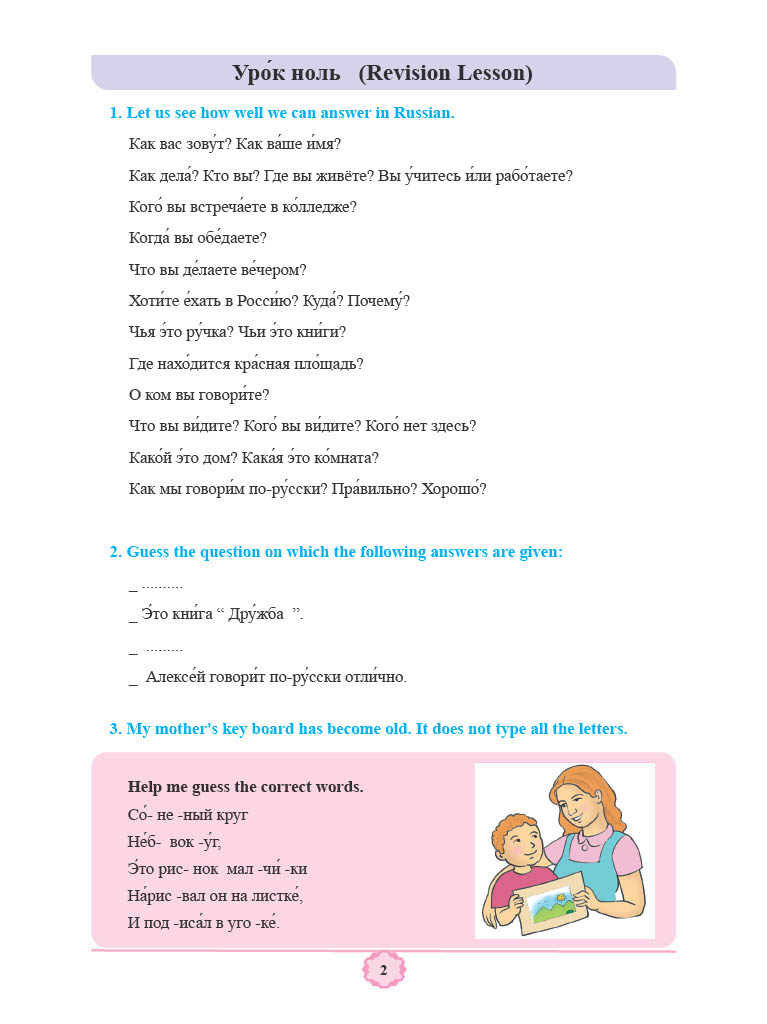 Уро́к ноль (Revision Lesson)
1. Let us see how well we can answer in Russian.
Как вас зову́т? Как ва́ше и́мя?
Как дела́? Кто вы? Где вы живёте? Вы у́читесь и́ли рабо́таете?
Кого́ вы встреча́ете в ко́лледже?
Когда́ вы обе́даете?
Что вы де́лаете ве́чером?
Хоти́те е́хать в Росси́ю? Куда́? Почему́?
Чья э́то ру́чка? Чьи э́то кни́ги?
Где нахо́дится кра́сная пло́щадь?
О ком вы говори́те?
Что вы ви́дите? Кого́ вы ви́дите? Кого́ нет здесь?
Како́й э́то дом? Кака́я э́то ко́мната?
Как мы говори́м по-ру́сски? Пра́вильно? Хорошо́?
2. Guess the question on which the following answers are given:
_ ..........
_ Э́то кни́га “ Дру́жба ”.
_ .........
_ Алексе́й говори́т по-ру́сски отли́чно.
3. My mother's key board has become old. It does not type all the letters.
Help me guess the correct words.
Со́- не -ный круг
Не́б- вок -у́г,
Э́то рис- нок мал -чи́ -ки
На́рис -вал он на листке́,
И под -иса́л в уго -ке́.
2